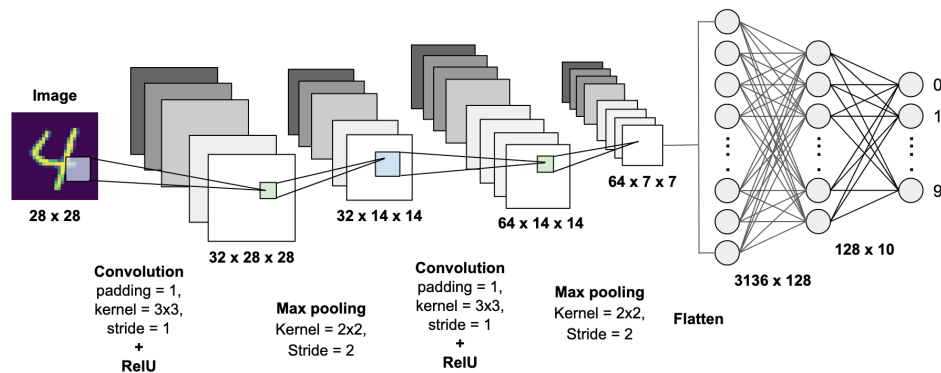 Image
28 x 28
32 x 28 x 28
Convolution
padding = 1,
kernel = 3x3,
stride = 1
+
RelU
32 x 14 x 14
Max pooling
Kernel = 2x2,
Stride = 2
64 x 14 x 14
Convolution
padding = 1,
kernel = 3x3,
stride = 1
+
RelU
64 x 7 x 7
Max pooling
Kernel = 2x2,
Stride = 2
Flatten
3136 x 128
128 x 10
0
1
9
4